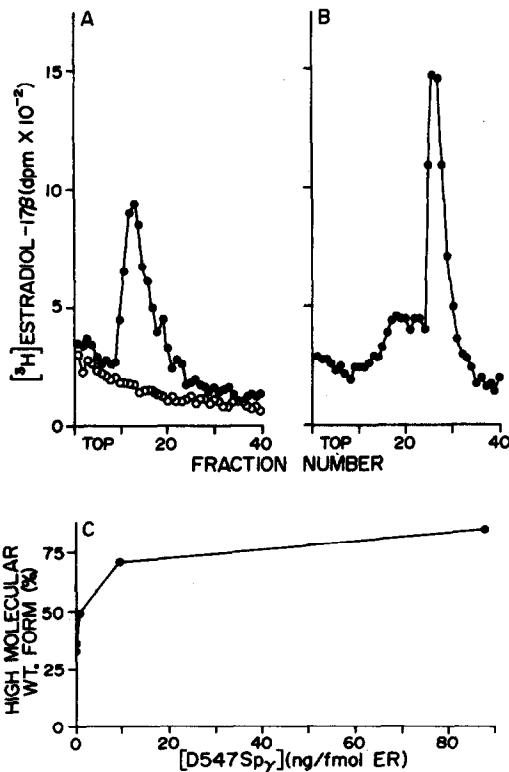 A
B
[³H]ESTRADIOL-17β(dpm X 10⁻²)
15
10
5
0
TOP 20 40
TOP 20 40
FRACTION NUMBER
C
HIGH MOLECULAR
WT. FORM (%)
75
50
25
0
0 20 40 60 80
[D547Spγ](ng/fmol ER)